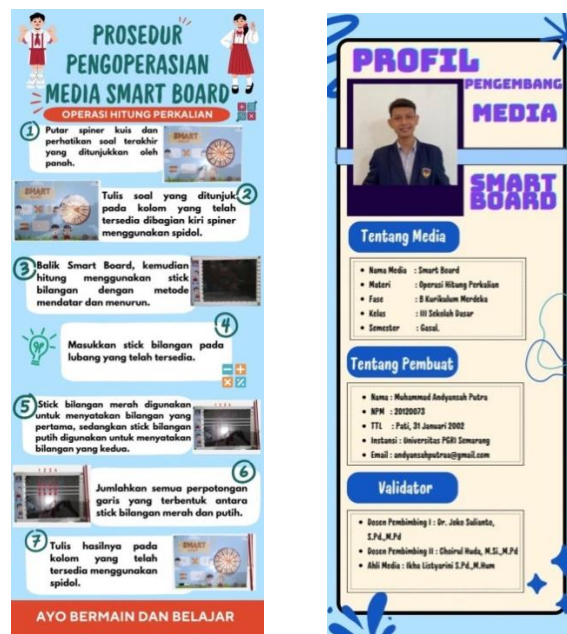 PROSEDUR
PENGOPERASIAN
MEDIA SMART BOARD
OPERASI HITUNG PERKALIAN
1
Putar spiner kuis dan
perhatikan soal terakhir
yang ditunjukkan oleh
panah.
2
Tulis soal yang ditunjuk
pada kolom yang telah
tersedia dibagian kiri spiner
menggunakan spidol.
3
Balik Smart Board, kemudian
hitung menggunakan stick
bilangan dengan metode
mendatar dan menurun.
4
Masukkan stick bilangan pada
lubang yang telah tersedia.
5
Stick bilangan merah digunakan
untuk menyatakan bilangan yang
pertama, sedangkan stick bilangan
putih digunakan untuk menyatakan
bilangan yang kedua.
6
Jumlahkan semua perpotongan
garis yang terbentuk antara
stick bilangan merah dan putih.
7
Tulis hasilnya pada
kolom yang telah
tersedia menggunakan
spidol.
AYO BERMAIN DAN BELAJAR
PROFIL
PENGEMBANG
MEDIA
SMART
BOARD
Tentang Media
• Nama Media : Smart Board
• Materi : Operasi Hitung Perkalian
• Fase : B Kurikulum Merdeka
• Kelas : III Sekolah Dasar
• Semester : Gasal.
Tentang Pembuat
• Nama : Muhammad Andyansah Putra
• NPM : 20120073
• TTL : Pati, 31 Januari 2002
• Instansi : Universitas PGRI Semarang
• Email : andyansahputraa@gmail.com
Validator
• Dosen Pembimbing I : Dr. Joko Sulianto,
S.Pd.,M.Pd
• Dosen Pembimbing II : Choirul Huda, M.Si.,M.Pd
• Ahli Media : Ikha Listyarini S.Pd.,M.Hum